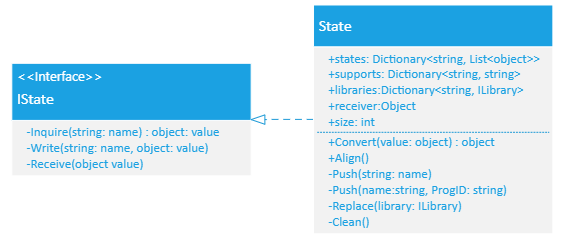 <<Interface>>
IState
-Inquire(string: name) : object: value
-Write(string: name, object: value)
-Receive(object value)
State
+states: Dictionary<string, List<object>>
+supports: Dictionary<string, string>
+libraries:Dictionary<string, ILibrary>
+receiver:Object
+size: int
+Convert(value: object) : object
+Align()
-Push(string: name)
-Push(name:string, ProgID: string)
-Replace(library: ILibrary)
-Clean()